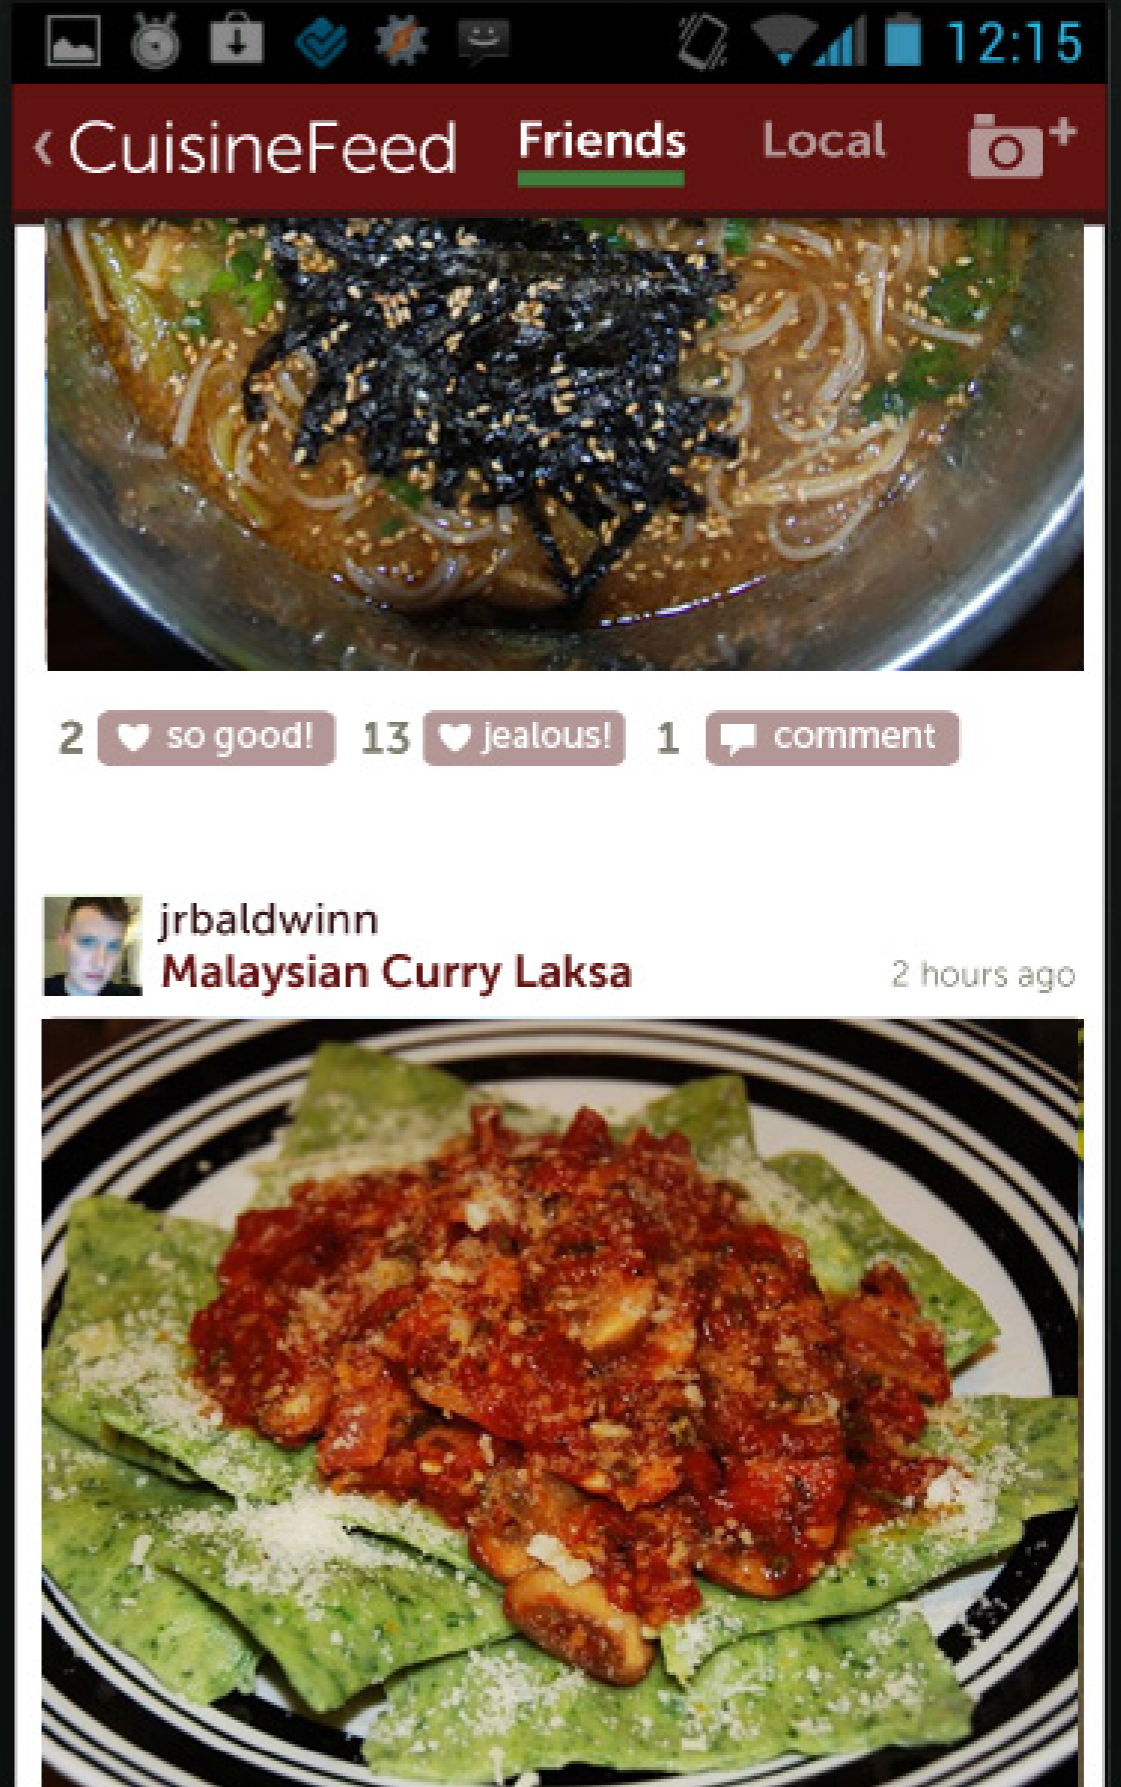 12:15
‹ CuisineFeed Friends Local
2 so good! 13 jealous! 1 comment
jrbaldwinn
Malaysian Curry Laksa 2 hours ago